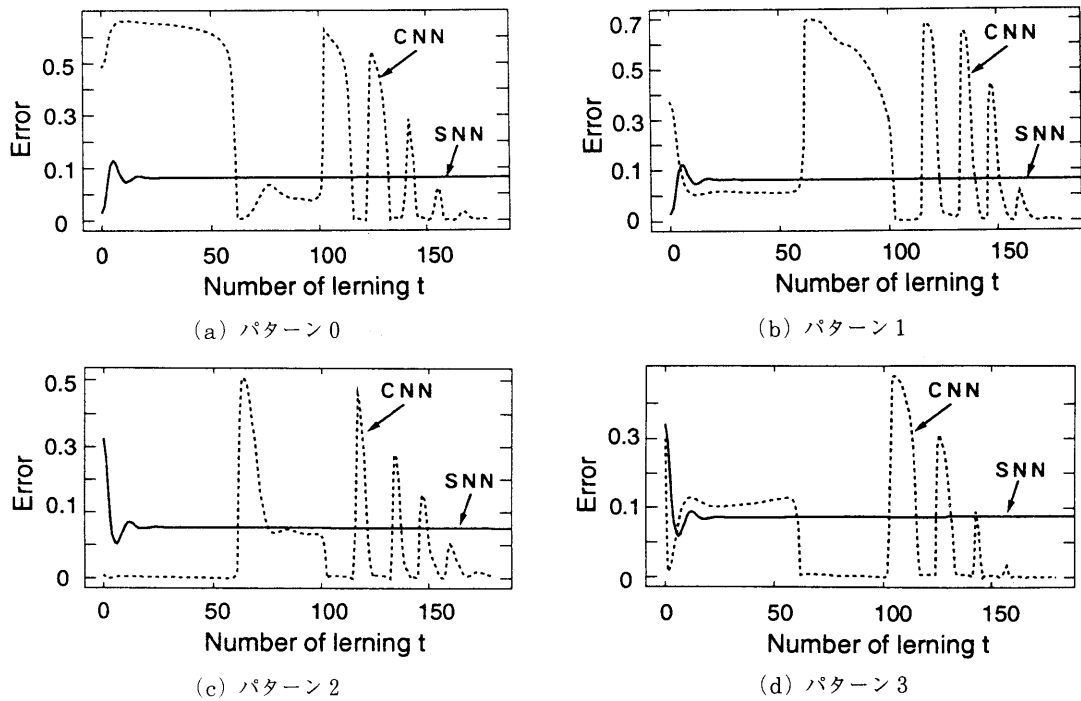 0.5
0.3
0.1
0
Error
CNN
SNN
0 50 100 150
Number of lerning t
(a) パターン0
0.7
0.5
0.3
0.1
0
Error
CNN
SNN
0 50 100 150
Number of lerning t
(b) パターン1
0.5
0.3
0.1
0
Error
CNN
SNN
0 50 100 150
Number of lerning t
(c) パターン2
0.3
0.1
0
Error
CNN
SNN
0 50 100 150
Number of lerning t
(d) パターン3